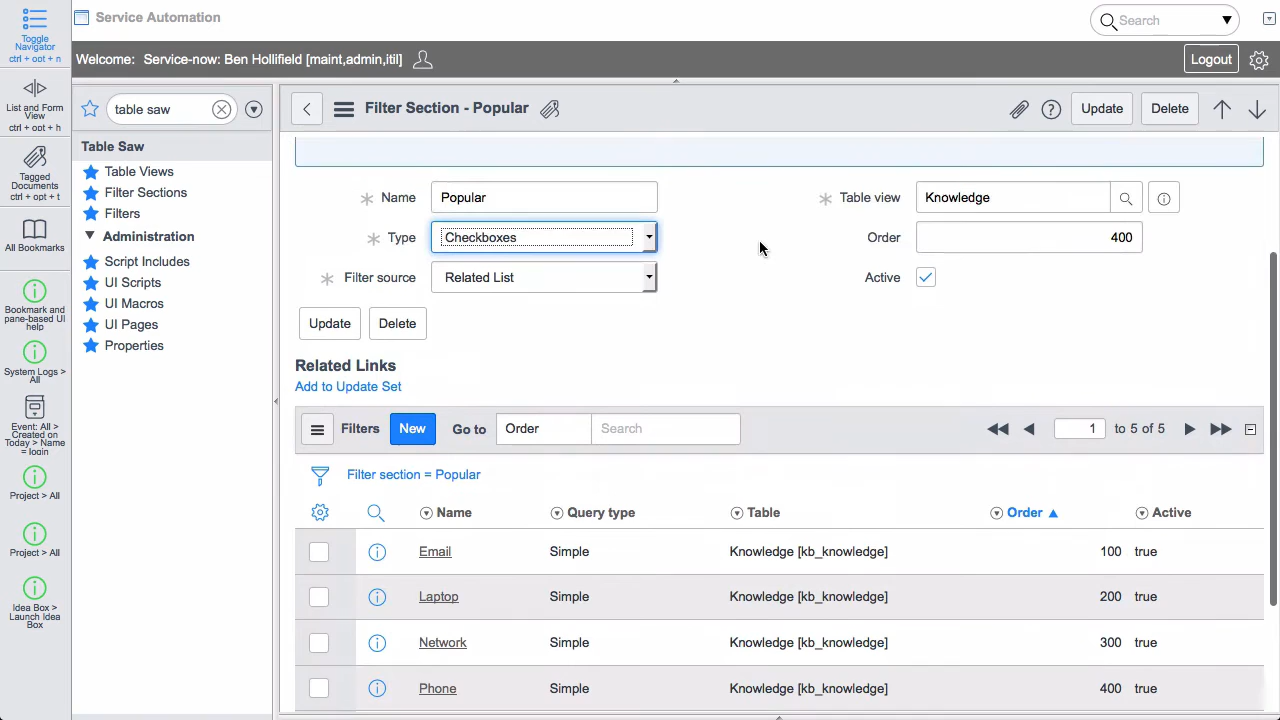 Service Automation
Search
Welcome: Service-now: Ben Hollifield [maint,admin,itil]
Logout
Toggle
Navigator
ctrl + oot + n
List and Form
View
ctrl + oot + h
Tagged
Documents
ctrl + opt + t
All Bookmarks
Bookmark and
pane-based UI
help
System Logs >
All
Event: All >
Created on
Today > Name
= login
Project > All
Project > All
Idea Box >
Launch Idea
Box
table saw
Table Saw
Table Views
Filter Sections
Filters
Administration
Script Includes
UI Scripts
UI Macros
UI Pages
Properties
Filter Section - Popular
Update
Delete
Name Popular
Table view Knowledge
Type Checkboxes
Order 400
Filter source Related List
Active
Update Delete
Related Links
Add to Update Set
Filters New Go to Order Search 1 to 5 of 5
Filter section = Popular
Name Query type Table Order Active
Email Simple Knowledge [kb_knowledge] 100 true
Laptop Simple Knowledge [kb_knowledge] 200 true
Network Simple Knowledge [kb_knowledge] 300 true
Phone Simple Knowledge [kb_knowledge] 400 true